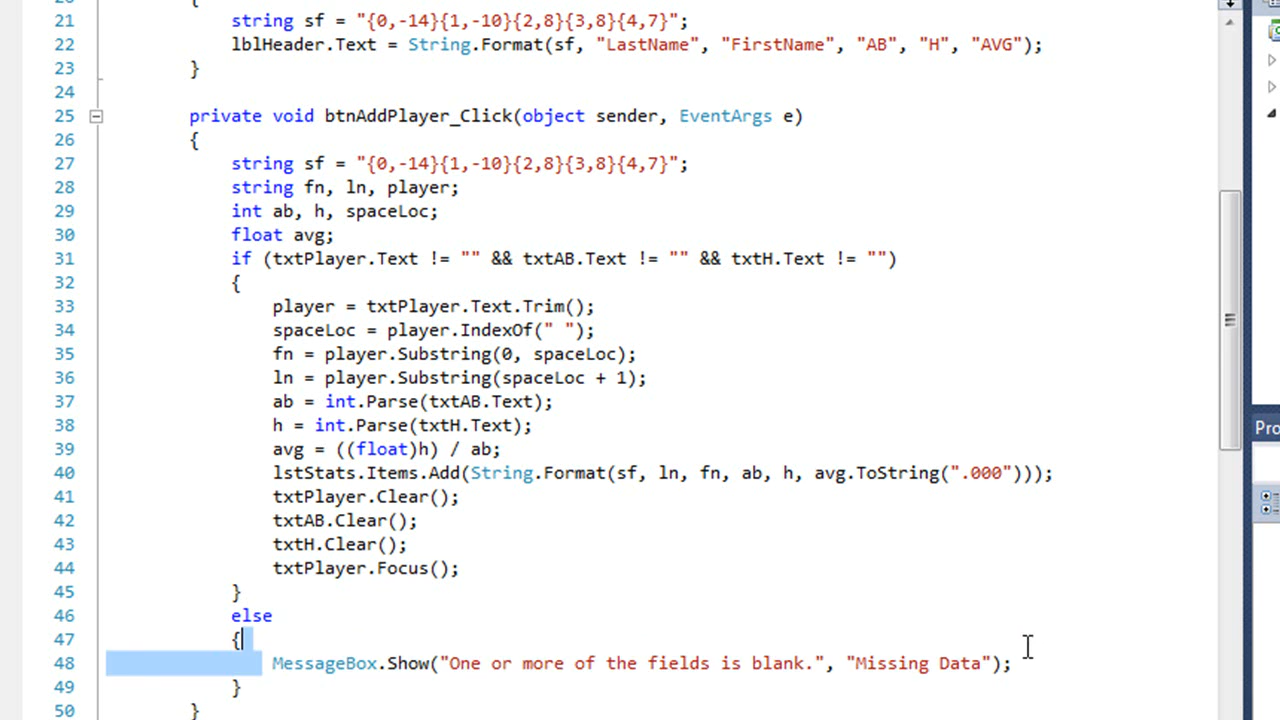 20 {
21 string sf = "{0,-14}{1,-10}{2,8}{3,8}{4,7}";
22 lblHeader.Text = String.Format(sf, "LastName", "FirstName", "AB", "H", "AVG");
23 }
24
25 private void btnAddPlayer_Click(object sender, EventArgs e)
26 {
27 string sf = "{0,-14}{1,-10}{2,8}{3,8}{4,7}";
28 string fn, ln, player;
29 int ab, h, spaceLoc;
30 float avg;
31 if (txtPlayer.Text != "" && txtAB.Text != "" && txtH.Text != "")
32 {
33 player = txtPlayer.Text.Trim();
34 spaceLoc = player.IndexOf(" ");
35 fn = player.Substring(0, spaceLoc);
36 ln = player.Substring(spaceLoc + 1);
37 ab = int.Parse(txtAB.Text);
38 h = int.Parse(txtH.Text);
39 avg = ((float)h) / ab;
40 lstStats.Items.Add(String.Format(sf, ln, fn, ab, h, avg.ToString(".000")));
41 txtPlayer.Clear();
42 txtAB.Clear();
43 txtH.Clear();
44 txtPlayer.Focus();
45 }
46 else
47 {
48 MessageBox.Show("One or more of the fields is blank.", "Missing Data");
49 }
50 }
Pro